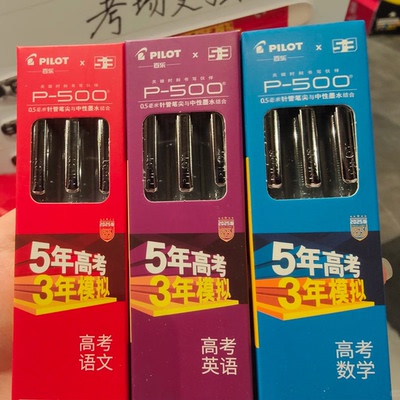 考场
PILOT × 53
百乐
P-500
0.5毫米针管笔尖与中性墨水结合
5年高考
3年模拟
高考
语文
PILOT × 53
百乐
P-500
0.5毫米针管笔尖与中性墨水结合
5年高考
3年模拟
高考
英语
PILOT × 53
百乐
P-500
0.5毫米针管笔尖与中性墨水结合
5年高考
3年模拟
高考
数学